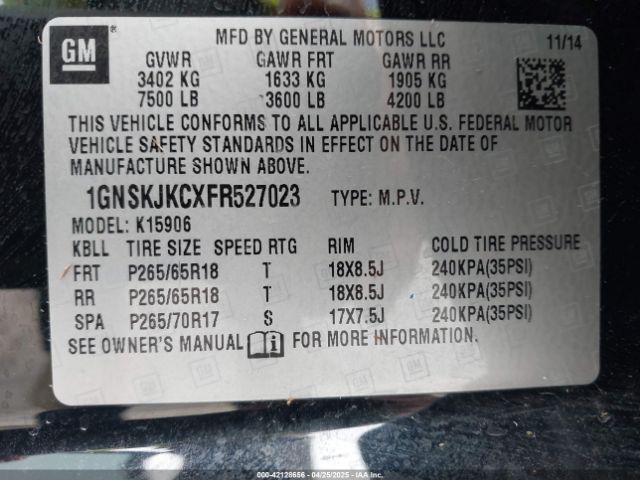 GM
MFD BY GENERAL MOTORS LLC 11/14
GVWR GAWR FRT GAWR RR
3402 KG 1633 KG 1905 KG
7500 LB 3600 LB 4200 LB
THIS VEHICLE CONFORMS TO ALL APPLICABLE U.S. FEDERAL MOTOR
VEHICLE SAFETY STANDARDS IN EFFECT ON THE DATE OF
MANUFACTURE SHOWN ABOVE.
1GNSKJKCXFR527023 TYPE: M.P.V.
MODEL: K15906
KBLL TIRE SIZE SPEED RTG RIM COLD TIRE PRESSURE
FRT P265/65R18 T 18X8.5J 240KPA(35PSI)
RR P265/65R18 T 18X8.5J 240KPA(35PSI)
SPA P265/70R17 S 17X7.5J 240KPA(35PSI)
SEE OWNER'S MANUAL i FOR MORE INFORMATION.
© COPYRIGHT - 42128656 - 04/25/2025 - IAAI.COM